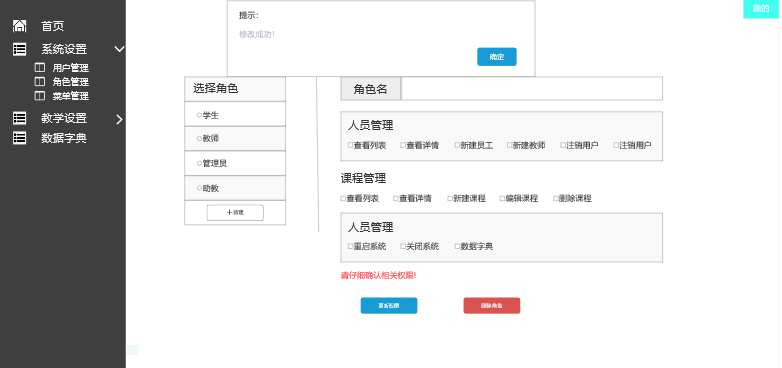 首页
系统设置
用户管理
角色管理
菜单管理
教学设置
数据字典
提示:
修改成功!
确定
我的
选择角色
学生
教师
管理员
助教
十新建
角色名
人员管理
□查看列表 □查看详情 □新建员工 □新建教师 □注销用户 □注销用户
课程管理
□查看列表 □查看详情 □新建课程 □编辑课程 □删除课程
人员管理
□重启系统 □关闭系统 □数据字典
请仔细确认相关权限!
更新权限
删除角色